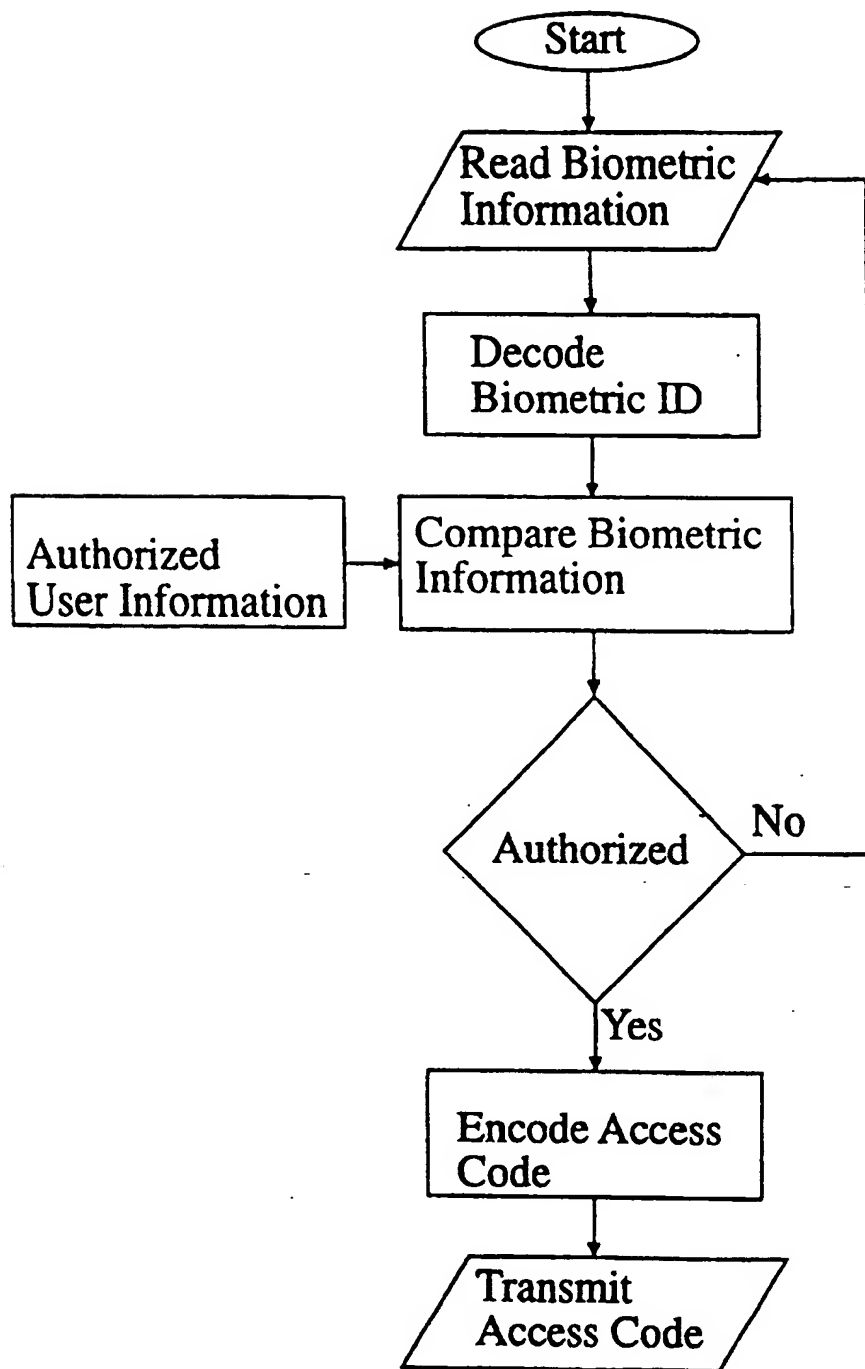 Start
Read Biometric
Information
Decode
Biometric ID
Authorized
User Information
Compare Biometric
Information
Authorized
No
Yes
Encode Access
Code
Transmit
Access Code